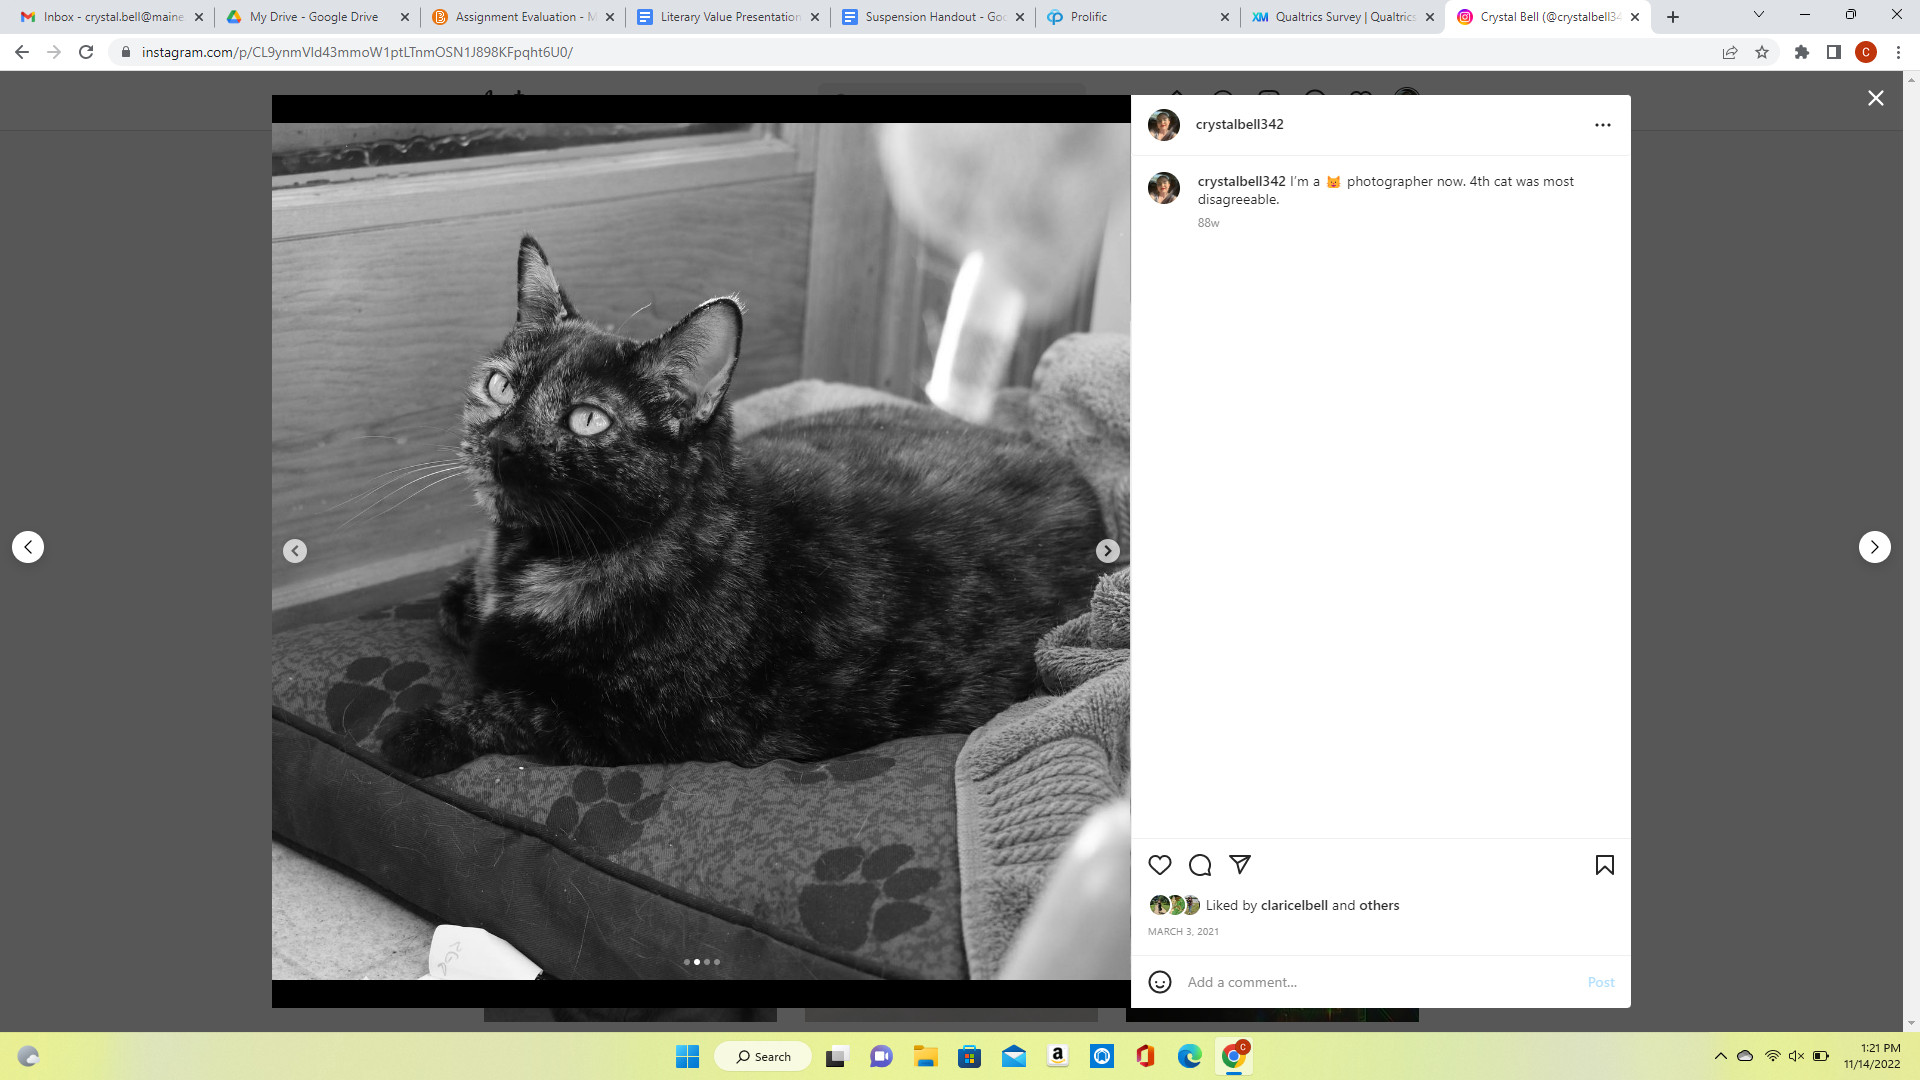 Inbox - crystal.bell@maine.
My Drive - Google Drive
Assignment Evaluation - M
Literary Value Presentation
Suspension Handout - Goo
Prolific
Qualtrics Survey | Qualtrics
Crystal Bell (@crystalbell34
instagram.com/p/CL9ynmVld43mmoW1ptLTnmOSN1J898KFpqht6U0/
C
crystalbell342
crystalbell342 I'm a 😺 photographer now. 4th cat was most
disagreeable.
88w
Liked by claricelbell and others
MARCH 3, 2021
Add a comment...
Post
Search
1:21 PM
11/14/2022